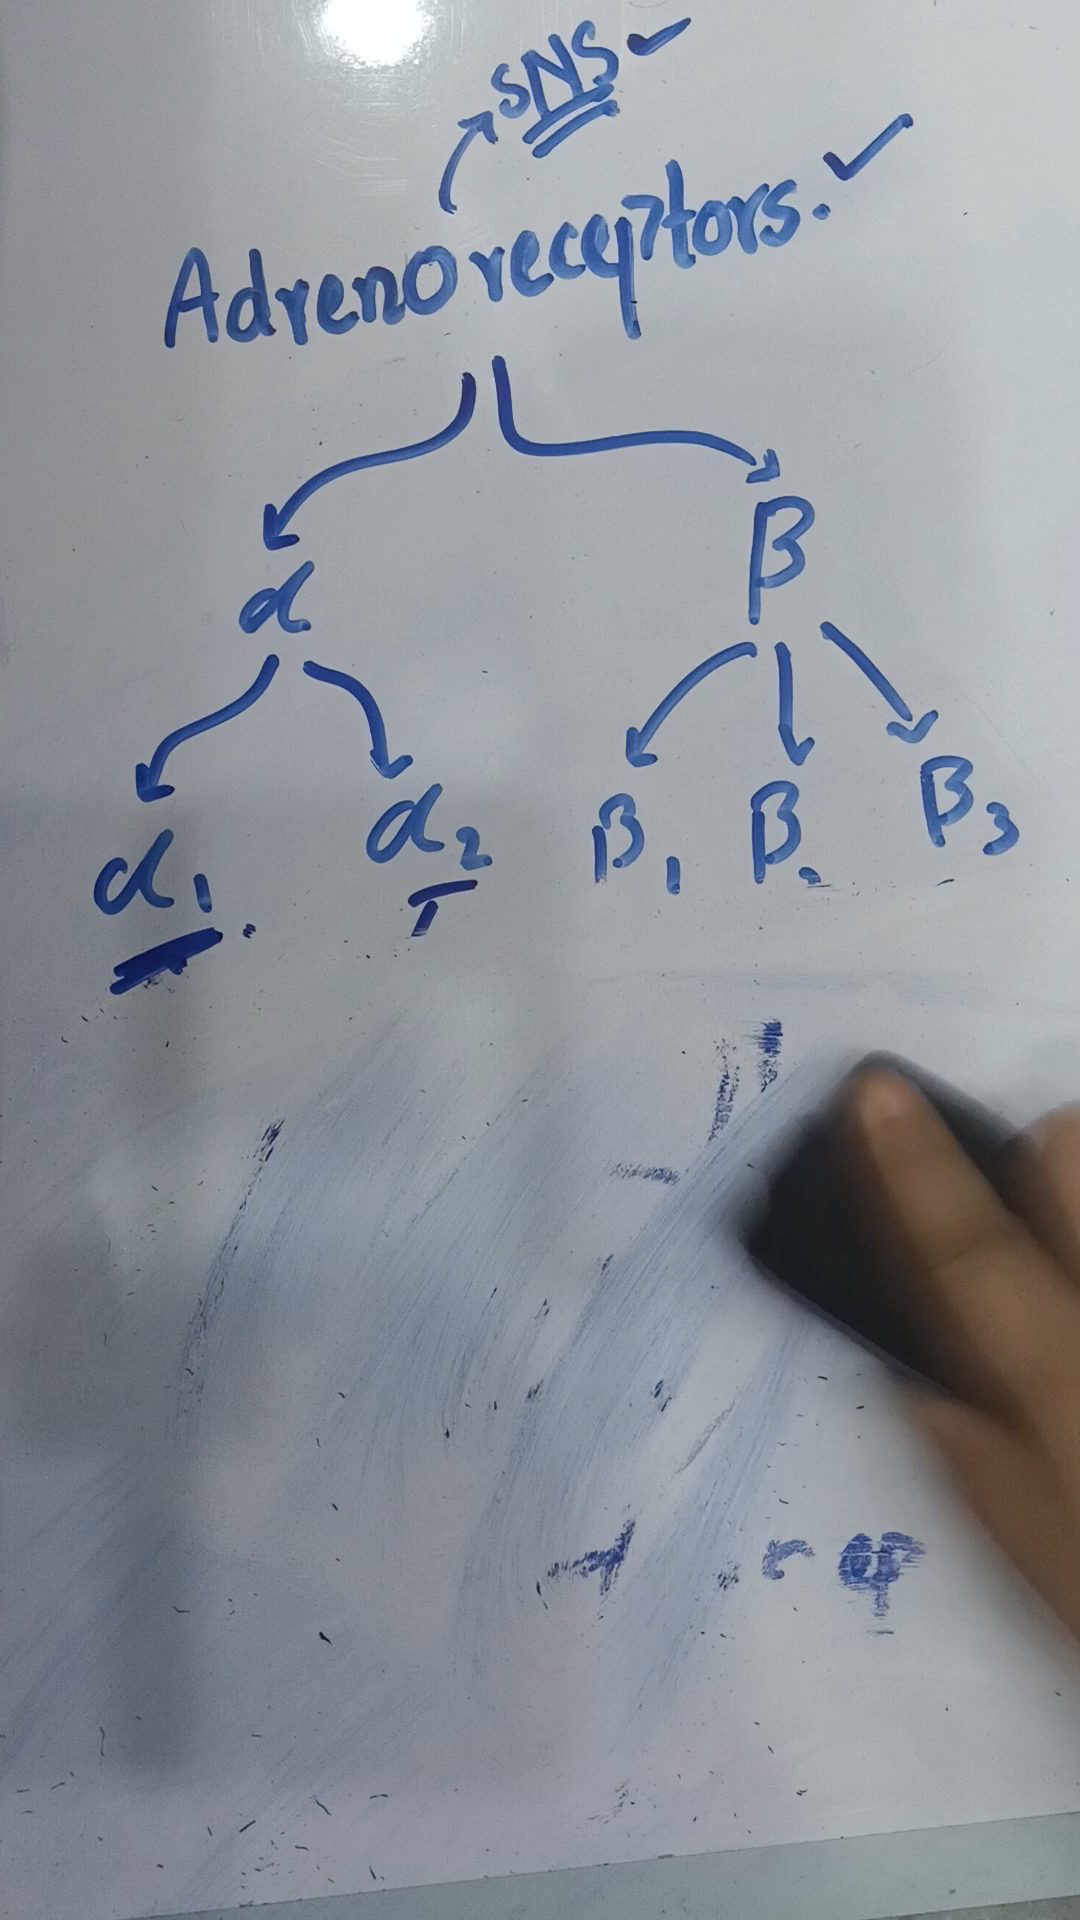 SNS
Adrenoreceptors.
α β
α₁ α₂ β₁ β₂ β₃